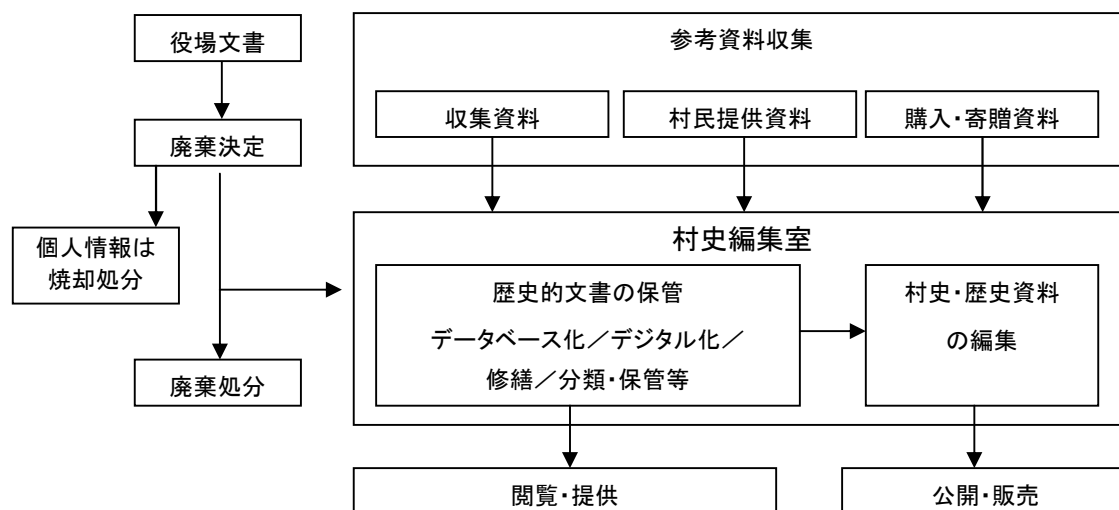 役場文書
参考資料収集
収集資料
村民提供資料
購入・寄贈資料
廃棄決定
個人情報は
焼却処分
村史編集室
歴史的文書の保管
データベース化／デジタル化／
修繕／分類・保管等
村史・歴史資料
の編集
廃棄処分
閲覧・提供
公開・販売